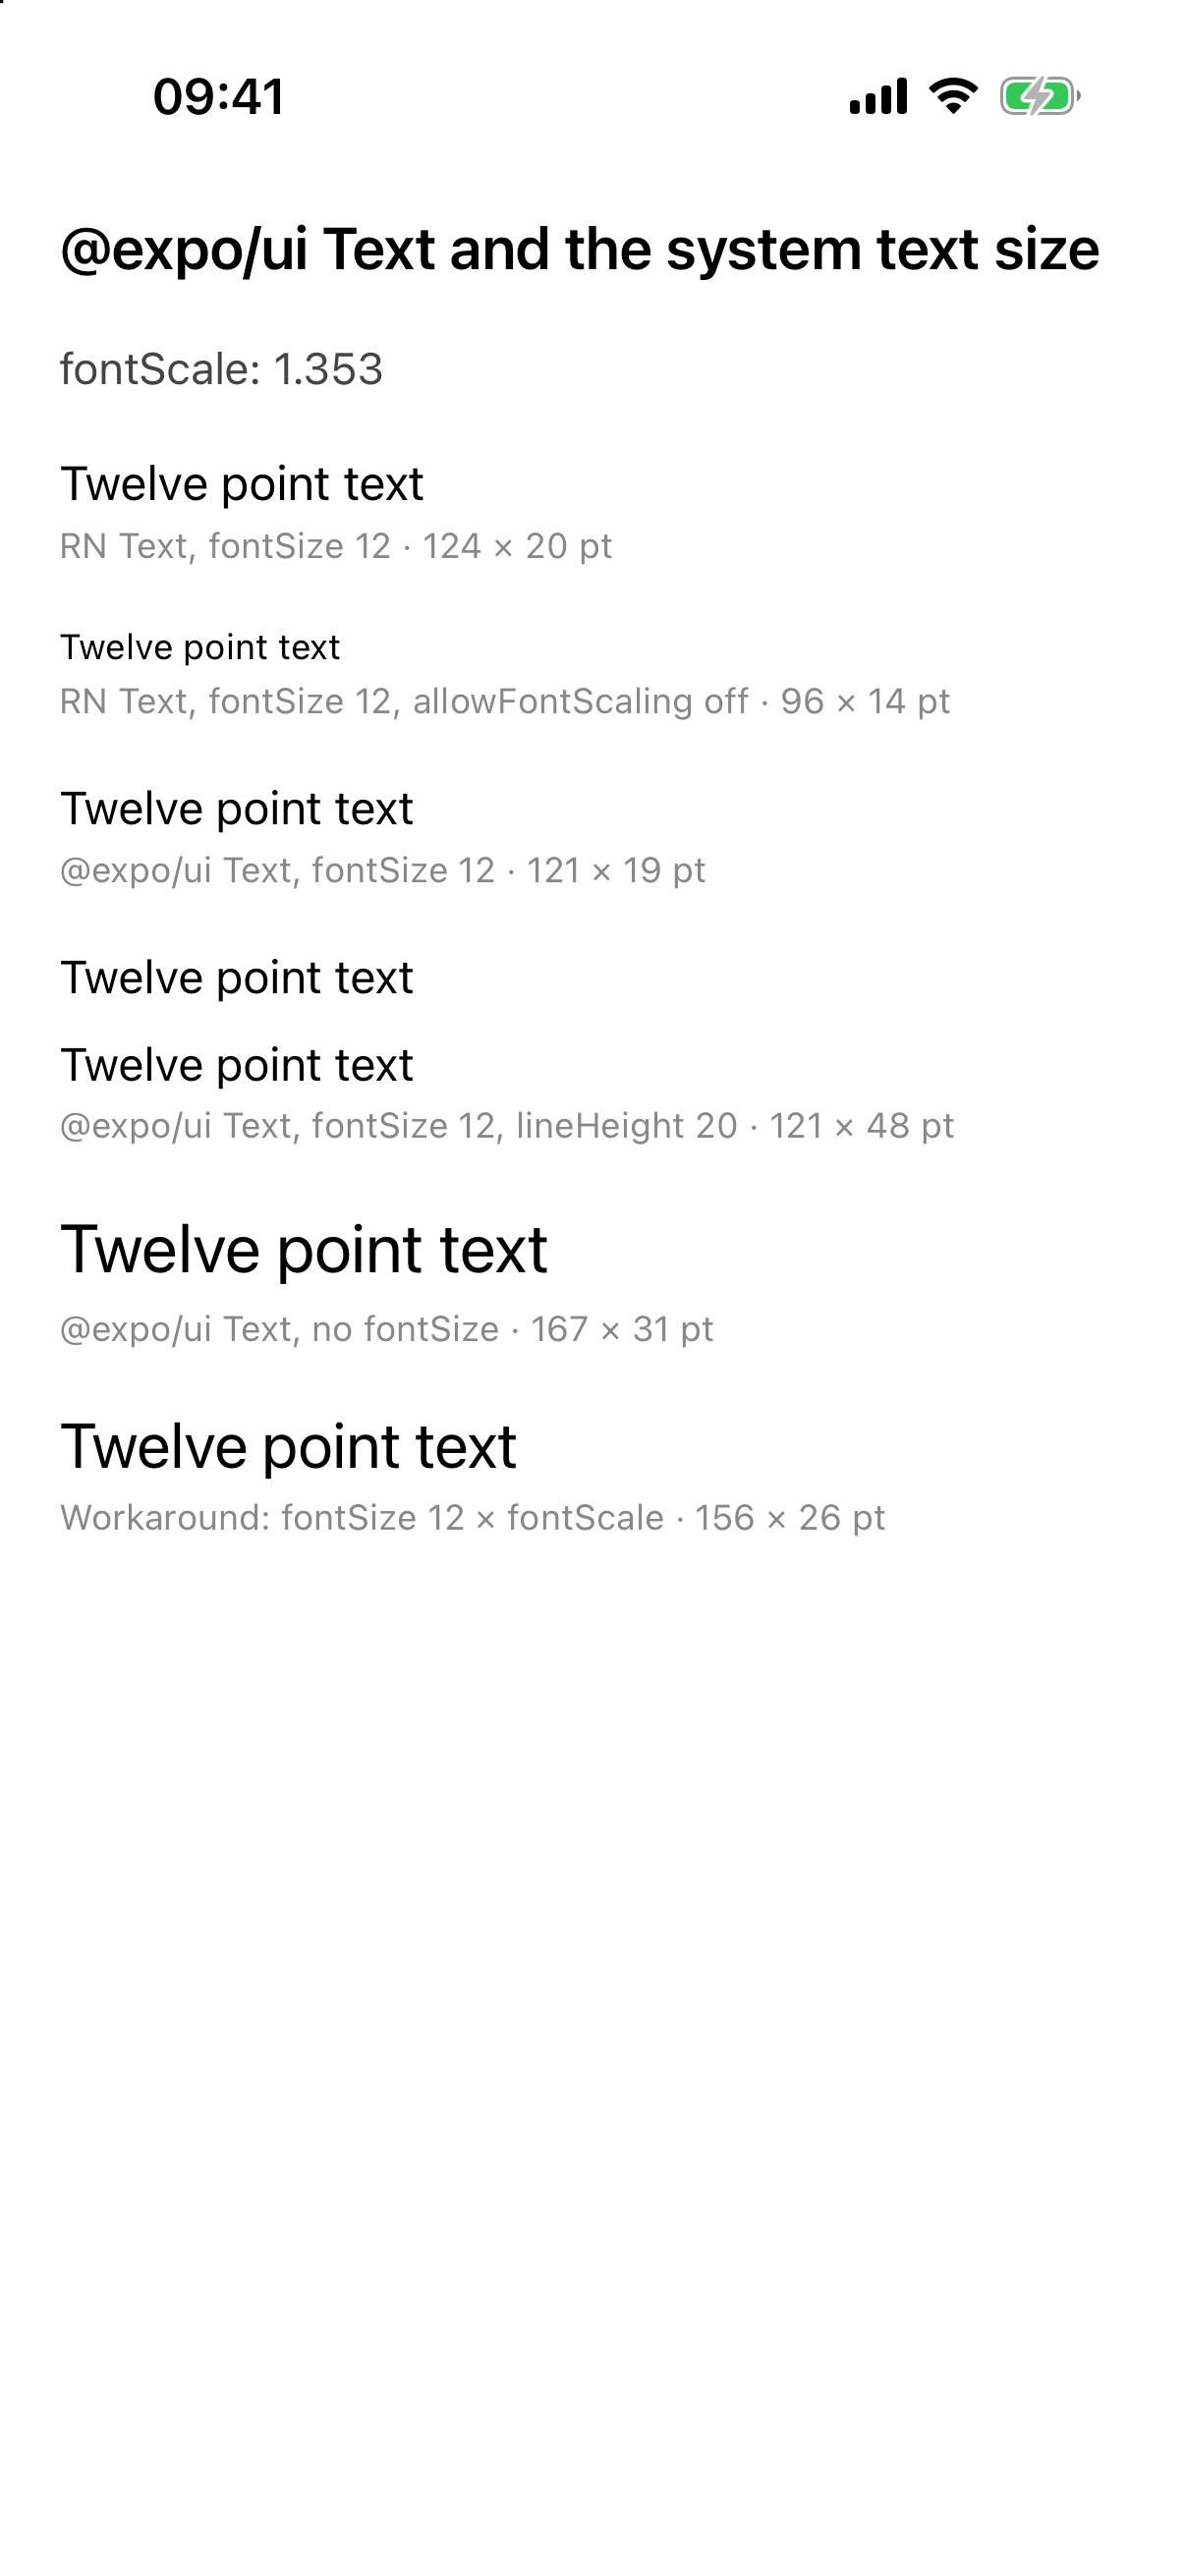 09:41
@expo/ui Text and the system text size
fontScale: 1.353
Twelve point text
RN Text, fontSize 12 · 124 × 20 pt
Twelve point text
RN Text, fontSize 12, allowFontScaling off · 96 × 14 pt
Twelve point text
@expo/ui Text, fontSize 12 · 121 × 19 pt
Twelve point text
Twelve point text
@expo/ui Text, fontSize 12, lineHeight 20 · 121 × 48 pt
Twelve point text
@expo/ui Text, no fontSize · 167 × 31 pt
Twelve point text
Workaround: fontSize 12 × fontScale · 156 × 26 pt